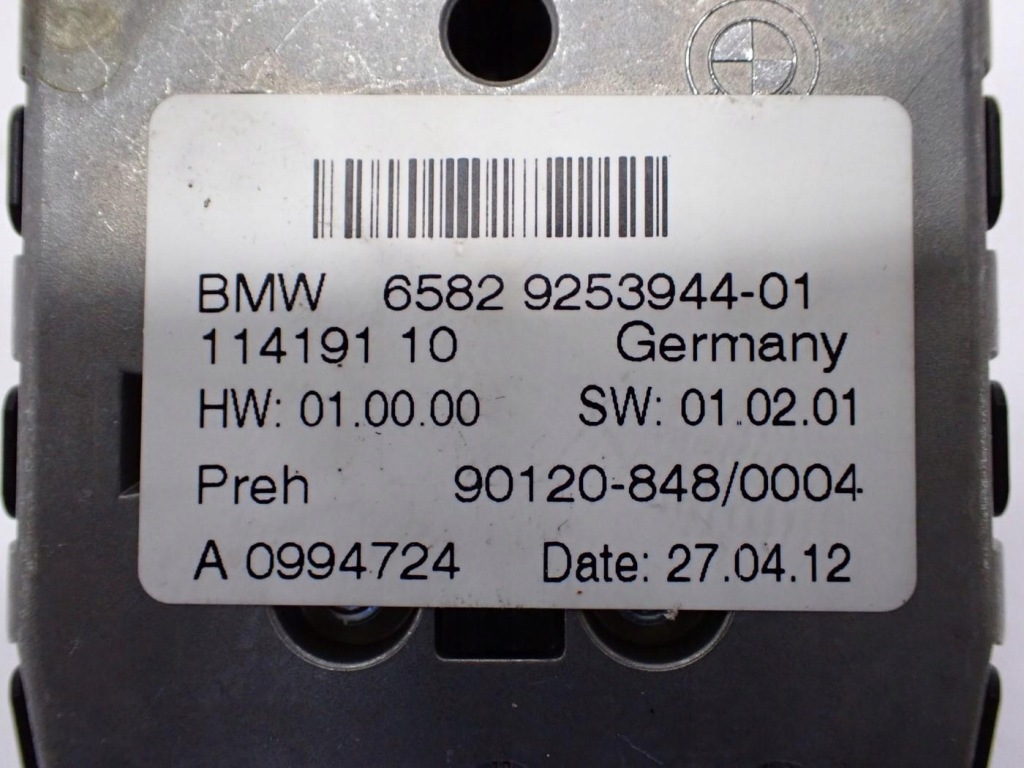 BMW 6582 9253944-01
114191 10 Germany
HW: 01.00.00 SW: 01.02.01
Preh 90120-848/0004
A 0994724 Date: 27.04.12